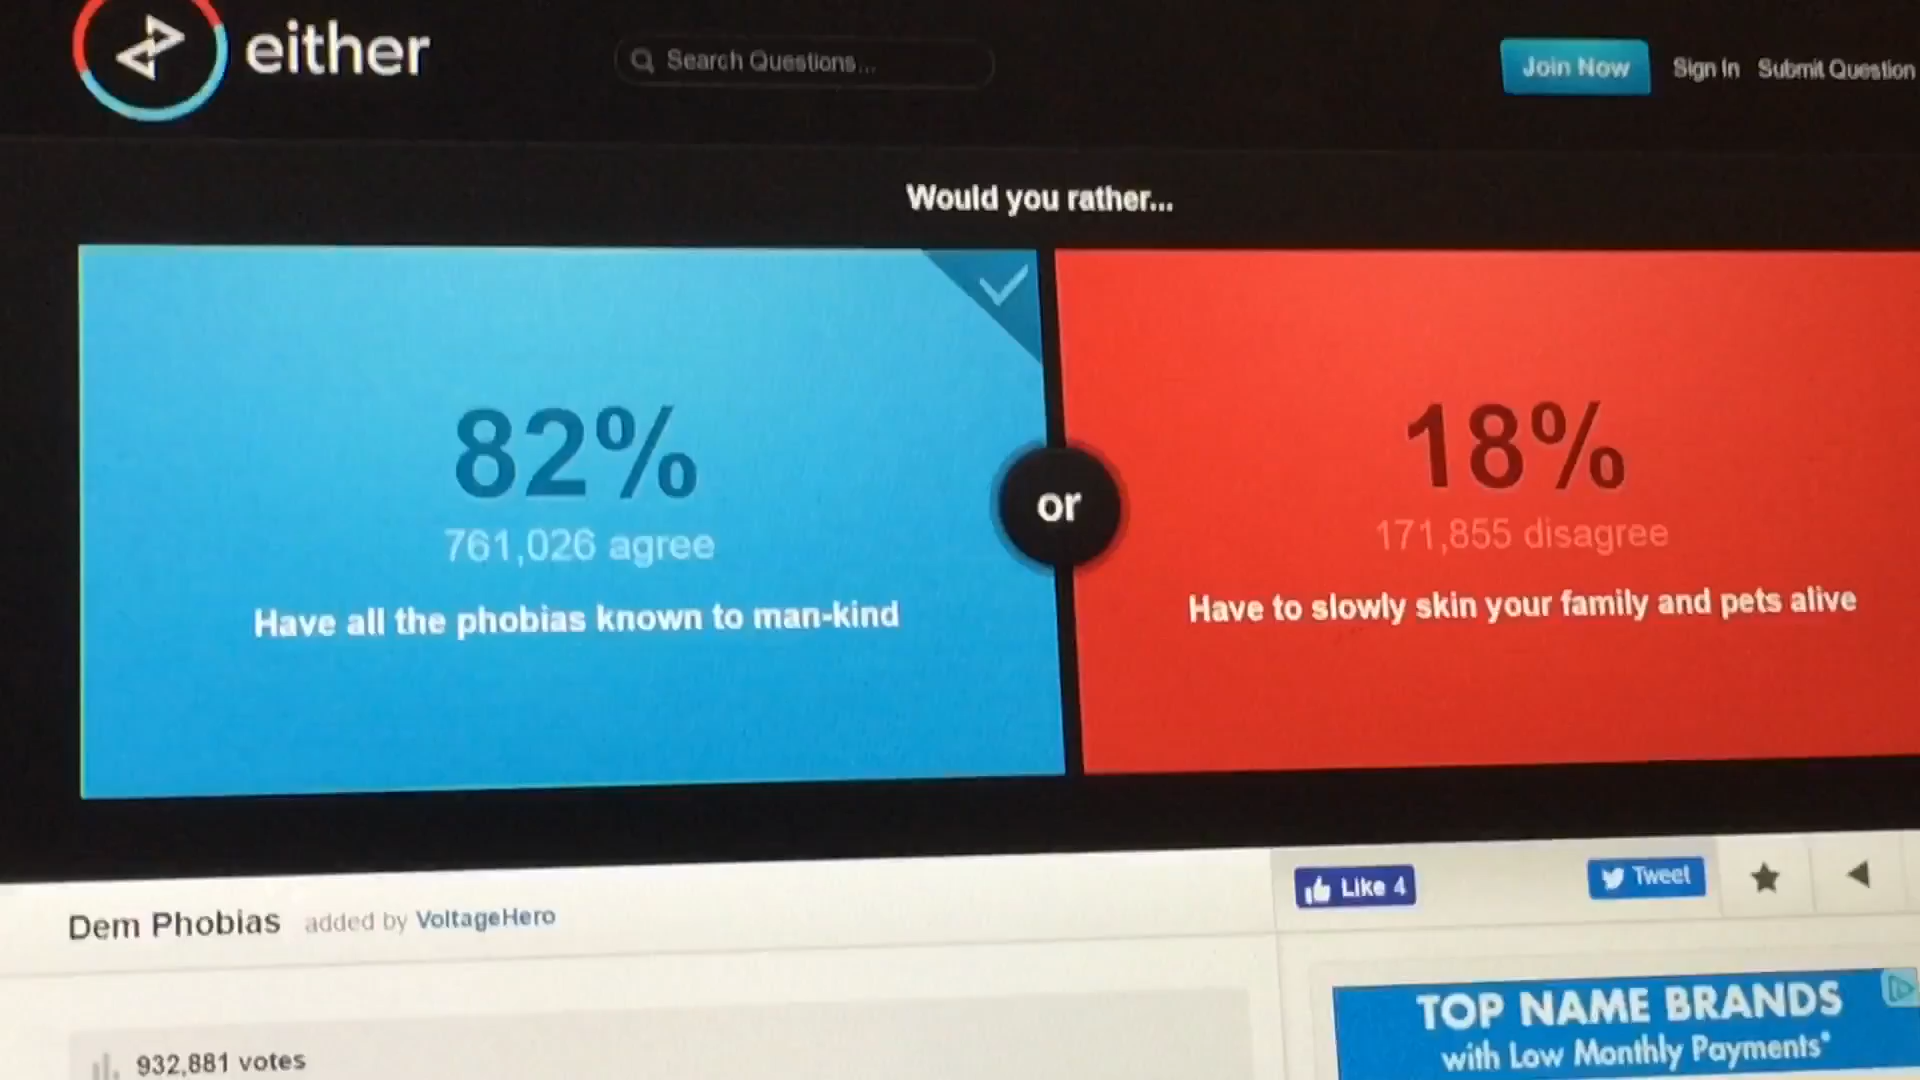 either
Search Questions...
Join Now
Sign In
Submit Question
Would you rather...
82%
761,026 agree
Have all the phobias known to man-kind
or
18%
171,855 disagree
Have to slowly skin your family and pets alive
Dem Phobias added by VoltageHero
Like 4
Tweet
932,881 votes
TOP NAME BRANDS
with Low Monthly Payments*